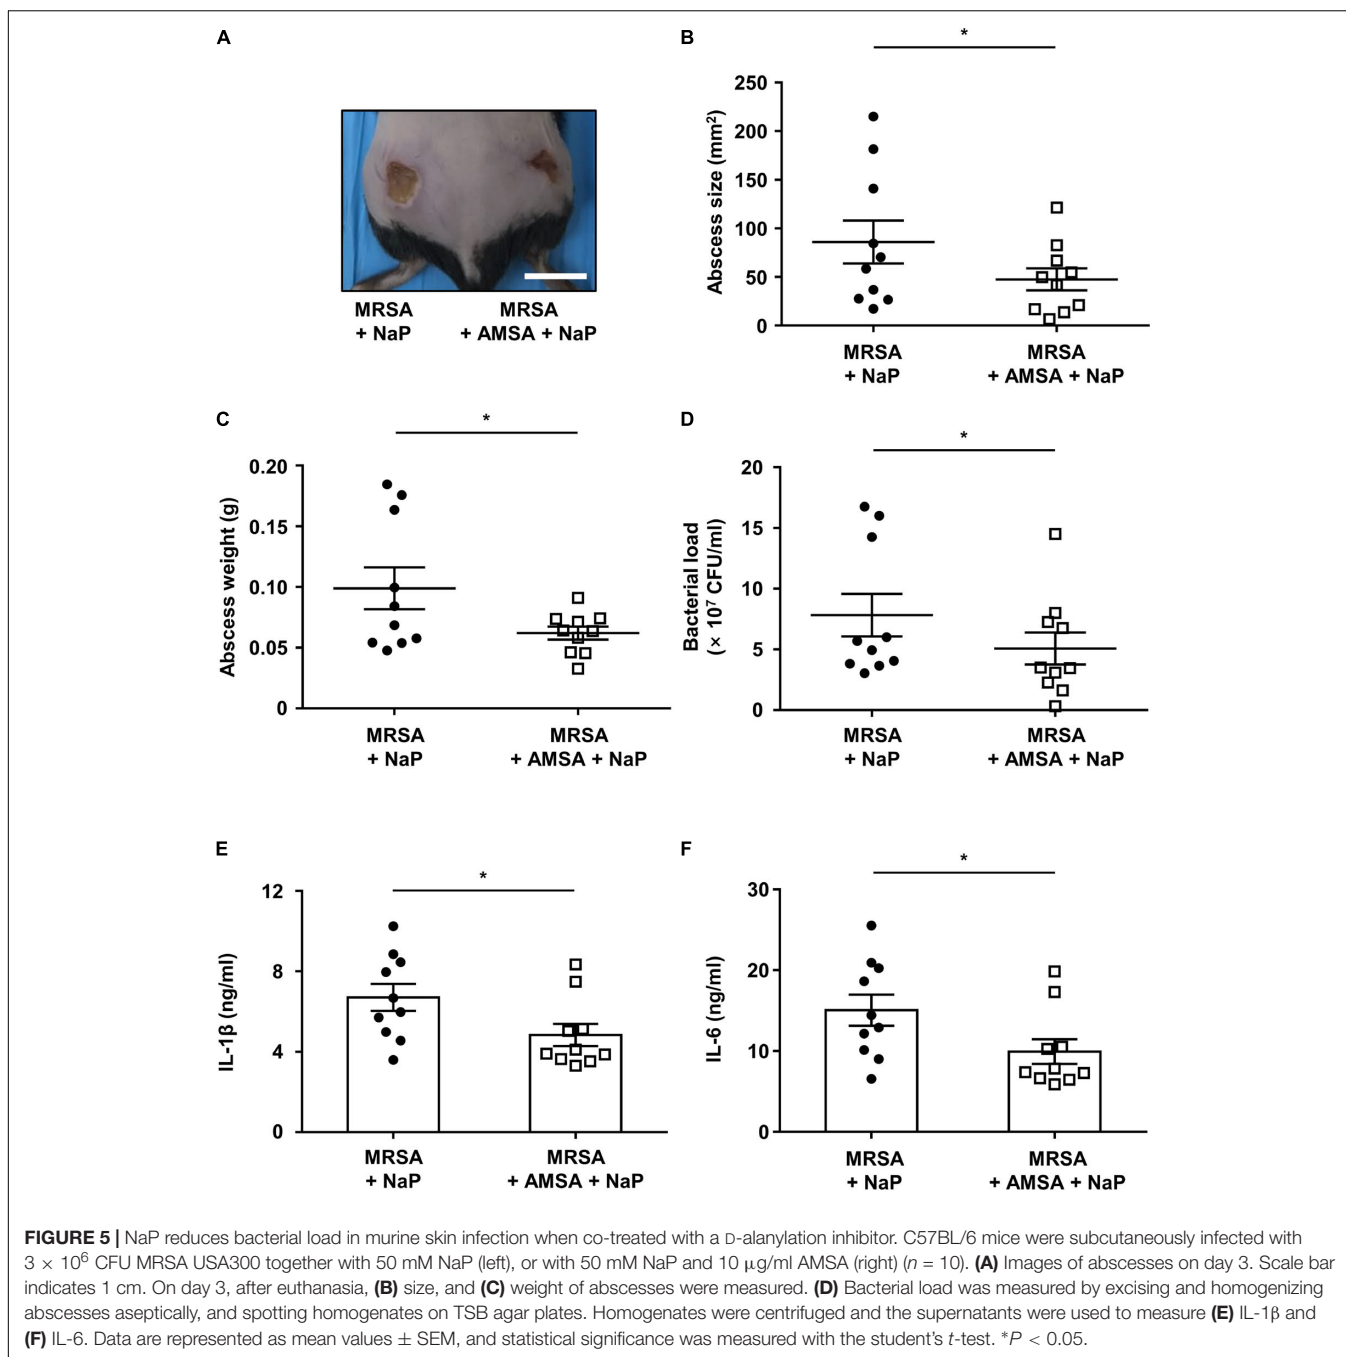 A
MRSA
+ NaP
MRSA
+ AMSA + NaP
B
*
Abscess size (mm²)
250
200
150
100
50
0
MRSA
+ NaP
MRSA
+ AMSA + NaP
C
*
Abscess weight (g)
0.20
0.15
0.10
0.05
0
MRSA
+ NaP
MRSA
+ AMSA + NaP
D
*
Bacterial load
(× 10⁷ CFU/ml)
20
15
10
5
0
MRSA
+ NaP
MRSA
+ AMSA + NaP
E
*
IL-1β (ng/ml)
12
8
4
0
MRSA
+ NaP
MRSA
+ AMSA + NaP
F
*
IL-6 (ng/ml)
30
20
10
0
MRSA
+ NaP
MRSA
+ AMSA + NaP
FIGURE 5 | NaP reduces bacterial load in murine skin infection when co-treated with a D-alanylation inhibitor. C57BL/6 mice were subcutaneously infected with
3 × 10⁶ CFU MRSA USA300 together with 50 mM NaP (left), or with 50 mM NaP and 10 μg/ml AMSA (right) (n = 10). (A) Images of abscesses on day 3. Scale bar
indicates 1 cm. On day 3, after euthanasia, (B) size, and (C) weight of abscesses were measured. (D) Bacterial load was measured by excising and homogenizing
abscesses aseptically, and spotting homogenates on TSB agar plates. Homogenates were centrifuged and the supernatants were used to measure (E) IL-1β and
(F) IL-6. Data are represented as mean values ± SEM, and statistical significance was measured with the student's t-test. *P < 0.05.